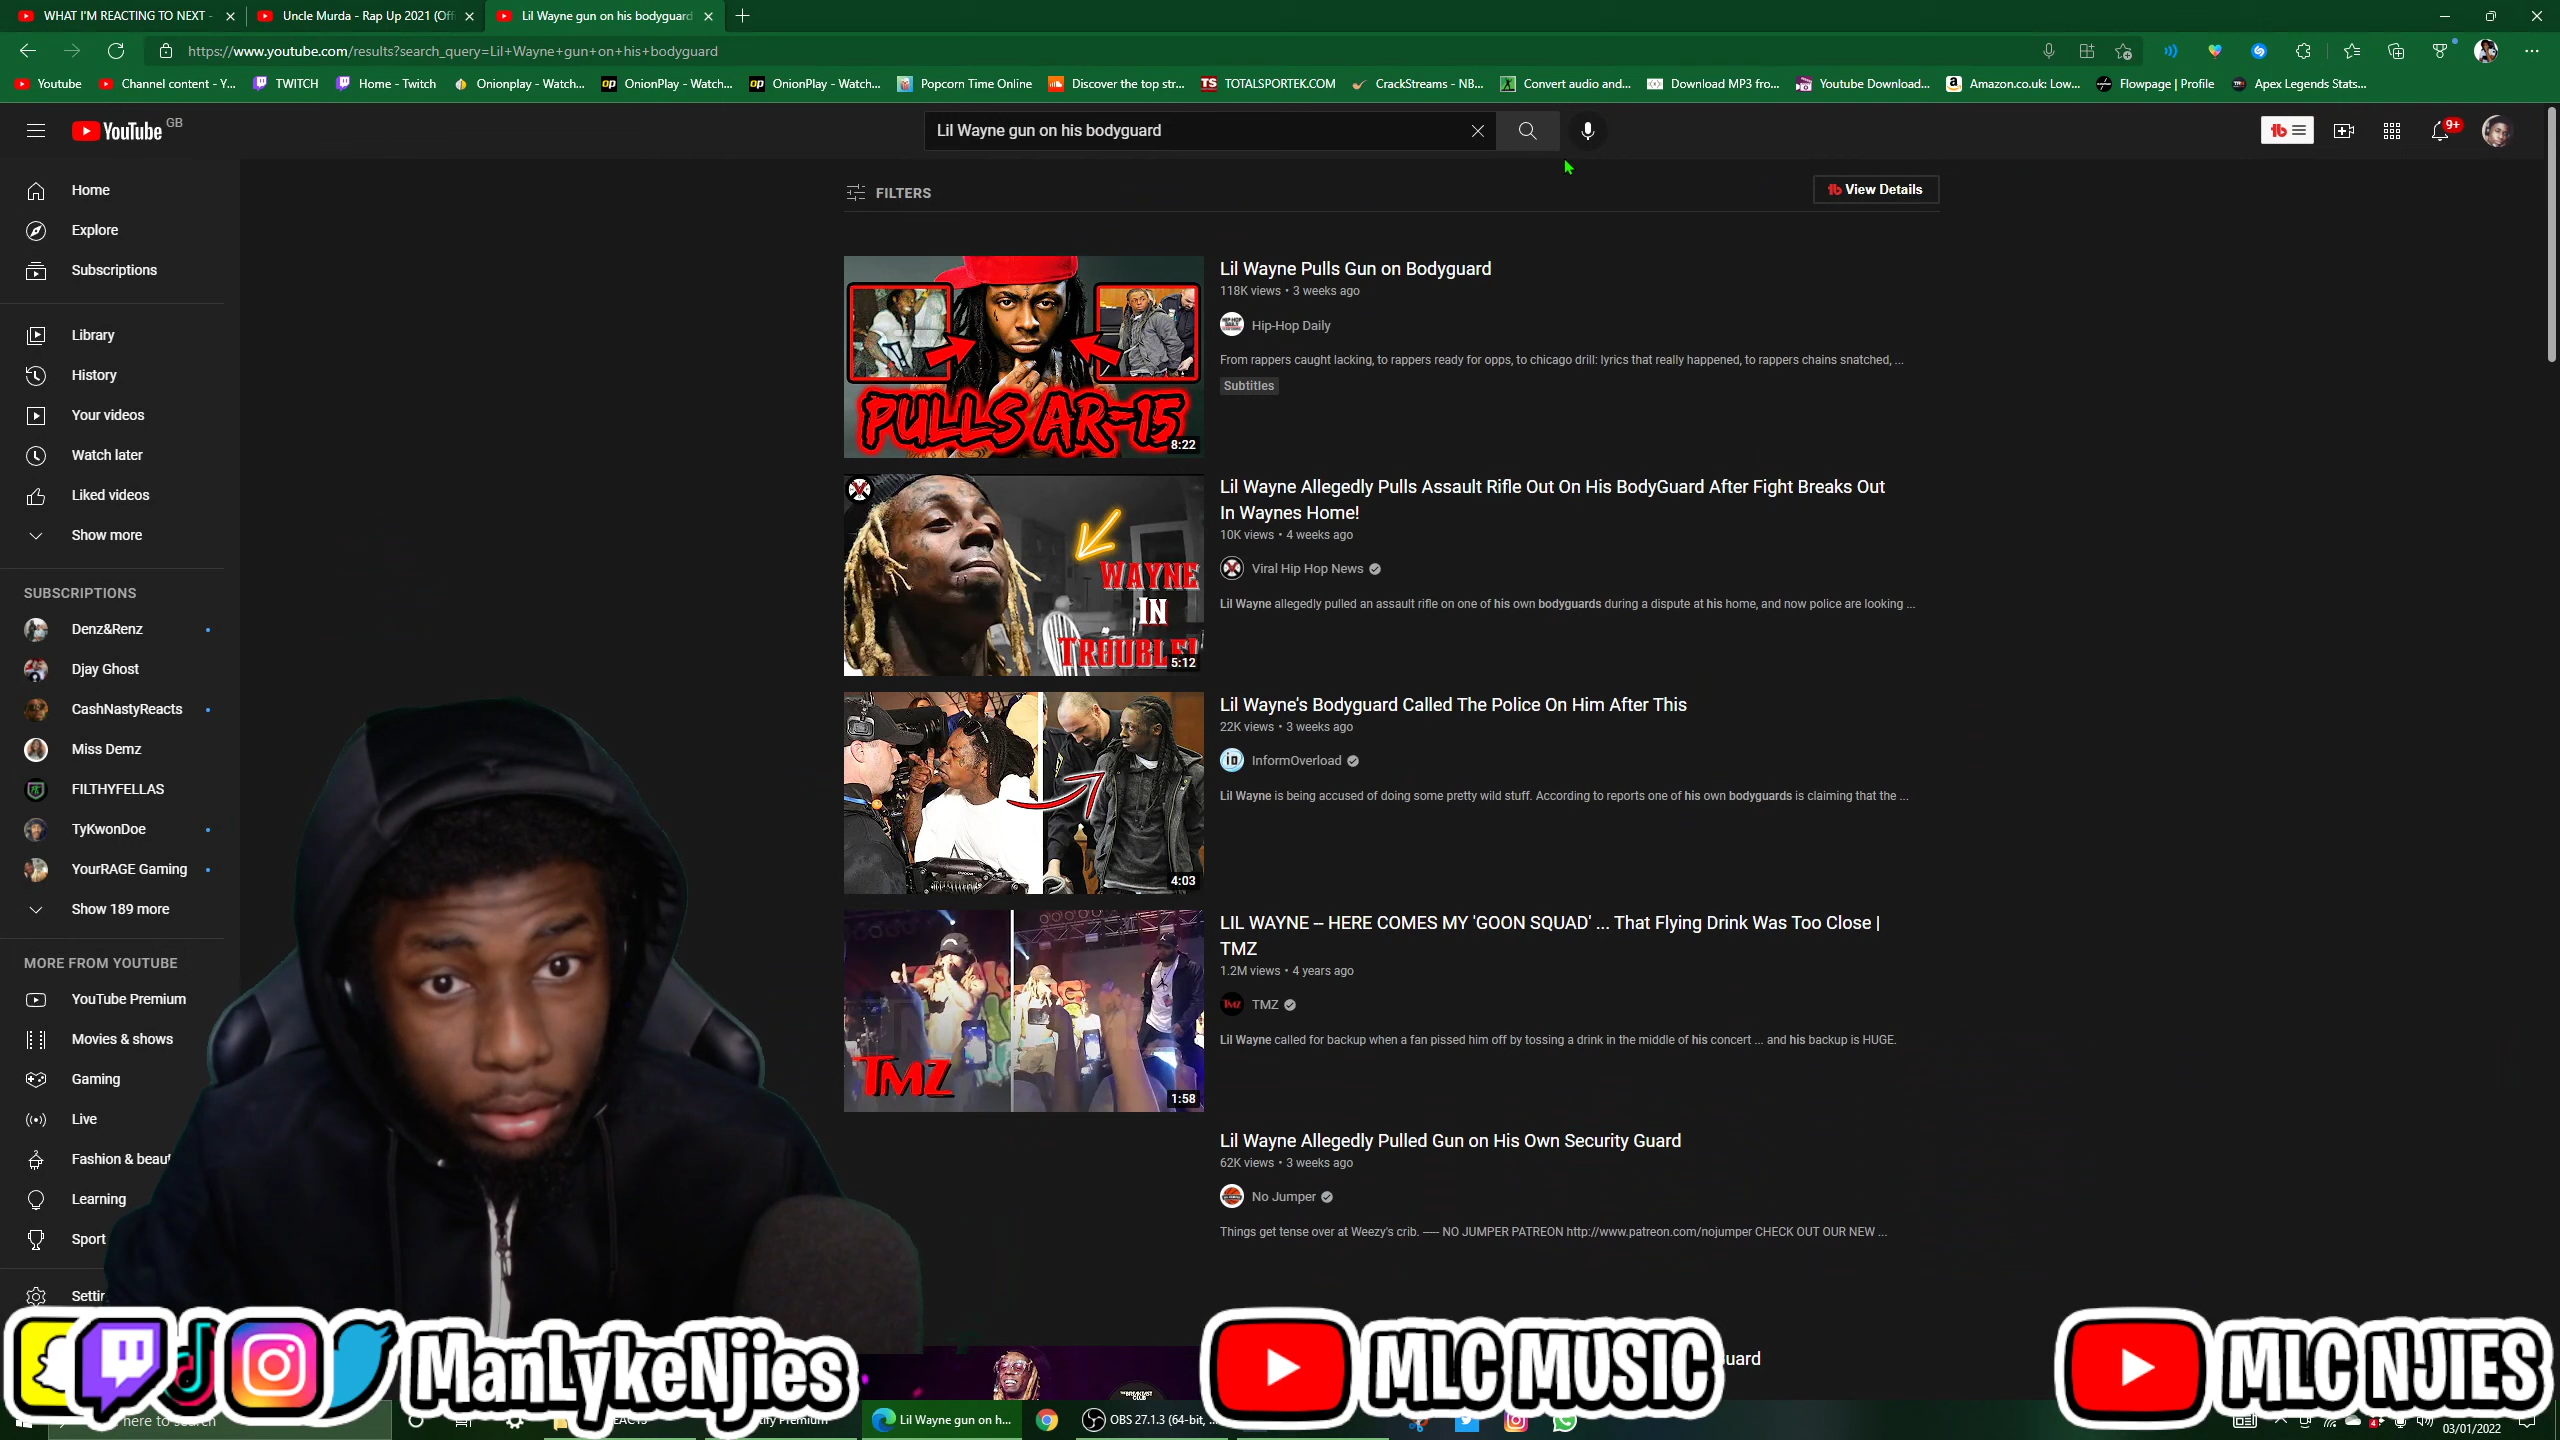 WHAT I'M REACTING TO NEXT -
Uncle Murda - Rap Up 2021 (Offi
Lil Wayne gun on his bodyguard
https://www.youtube.com/results?search_query=Lil+Wayne+gun+on+his+bodyguard
Youtube
Channel content - Y...
TWITCH
Home - Twitch
Onionplay - Watch...
OnionPlay - Watch...
OnionPlay - Watch...
Popcorn Time Online
Discover the top str...
TOTALSPORTEK.COM
CrackStreams - NB...
Convert audio and...
Download MP3 from...
Youtube Download...
Amazon.co.uk: Low...
Flowpage | Profile
Apex Legends Stats...
YouTube GB
Lil Wayne gun on his bodyguard
9+
Home
Explore
Subscriptions
Library
History
Your videos
Watch later
Liked videos
Show more
SUBSCRIPTIONS
Denz&Renz
Djay Ghost
CashNastyReacts
Miss Demz
FILTHYFELLAS
TyKwonDoe
YourRAGE Gaming
Show 189 more
MORE FROM YOUTUBE
YouTube Premium
Movies & shows
Gaming
Live
Fashion & beaut
Learning
Sport
Settin
FILTERS
View Details
PULLS AR-15
8:22
Lil Wayne Pulls Gun on Bodyguard
118K views • 3 weeks ago
Hip-Hop Daily
From rappers caught lacking, to rappers ready for opps, to chicago drill: lyrics that really happened, to rappers chains snatched, ...
Subtitles
WAYNE
IN
TROUBLE!
5:12
Lil Wayne Allegedly Pulls Assault Rifle Out On His BodyGuard After Fight Breaks Out
In Waynes Home!
10K views • 4 weeks ago
Viral Hip Hop News
Lil Wayne allegedly pulled an assault rifle on one of his own bodyguards during a dispute at his home, and now police are looking ...
4:03
Lil Wayne's Bodyguard Called The Police On Him After This
22K views • 3 weeks ago
InformOverload
Lil Wayne is being accused of doing some pretty wild stuff. According to reports one of his own bodyguards is claiming that the ...
TMZ
1:58
LIL WAYNE -- HERE COMES MY 'GOON SQUAD' ... That Flying Drink Was Too Close |
TMZ
1.2M views • 4 years ago
TMZ
Lil Wayne called for backup when a fan pissed him off by tossing a drink in the middle of his concert ... and his backup is HUGE.
Lil Wayne Allegedly Pulled Gun on His Own Security Guard
62K views • 3 weeks ago
No Jumper
Things get tense over at Weezy's crib. ---- NO JUMPER PATREON http://www.patreon.com/nojumper CHECK OUT OUR NEW ...
uard
ManLykeNjies
MLC MUSIC
MLC NJIES
here to search
Premium
Lil Wayne gun on h...
OBS 27.1.3 (64-bit, ...
03/01/2022